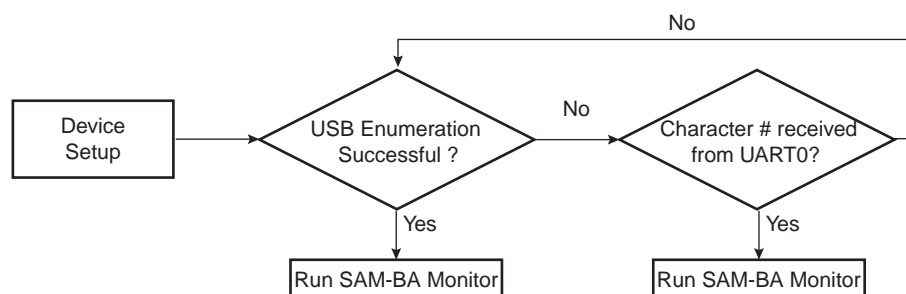 No
Device
Setup
USB Enumeration
Successful ?
No
Character # received
from UART0?
Yes
Yes
Run SAM-BA Monitor
Run SAM-BA Monitor